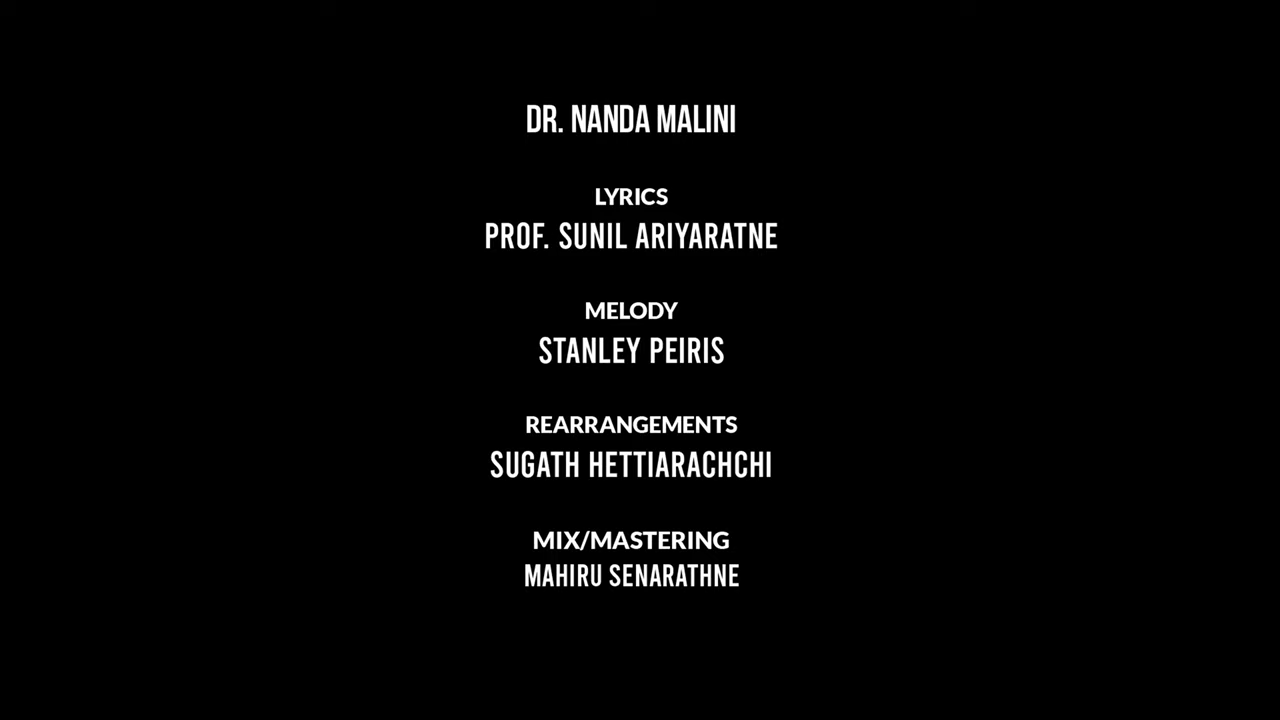 DR. NANDA MALINI
LYRICS
PROF. SUNIL ARIYARATNE
MELODY
STANLEY PEIRIS
REARRANGEMENTS
SUGATH HETTIARACHCHI
MIX/MASTERING
MAHIRU SENARATHNE